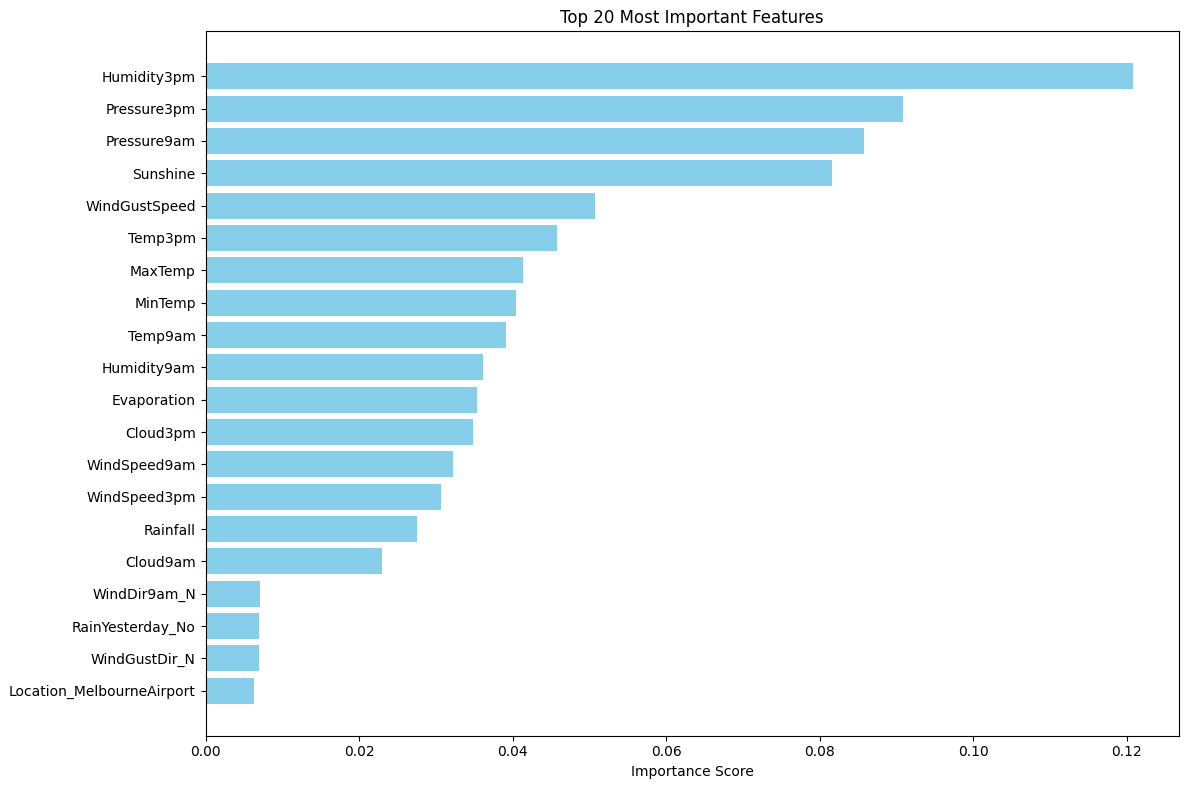 Top 20 Most Important Features
Humidity3pm
Pressure3pm
Pressure9am
Sunshine
WindGustSpeed
Temp3pm
MaxTemp
MinTemp
Temp9am
Humidity9am
Evaporation
Cloud3pm
WindSpeed9am
WindSpeed3pm
Rainfall
Cloud9am
WindDir9am_N
RainYesterday_No
WindGustDir_N
Location_MelbourneAirport
0.00 0.02 0.04 0.06 0.08 0.10 0.12
Importance Score